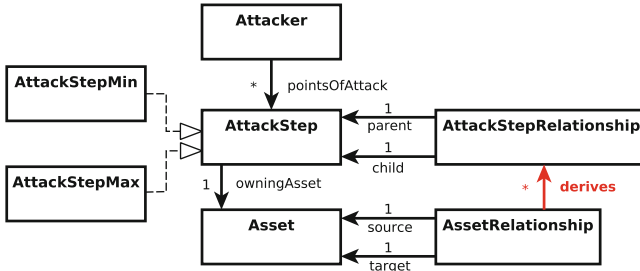 Attacker
* pointsOfAttack
AttackStepMin
AttackStep
1
parent
AttackStepRelationship
1
child
AttackStepMax
1 owningAsset
* derives
Asset
1
source
AssetRelationship
1
target